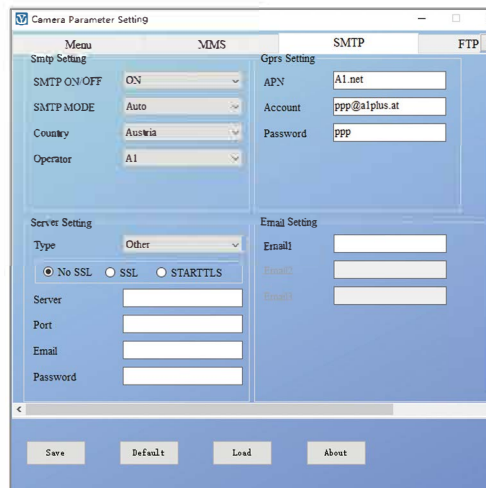 Camera Parameter Setting
Menu MMS SMTP FTP
Smtp Setting
SMTP ON/OFF ON
SMTP MODE Auto
Country Austria
Operator A1
Gprs Setting
APN A1.net
Account ppp@a1plus.at
Password ppp
Server Setting
Type Other
No SSL SSL STARTTLS
Server
Port
Email
Password
Email Setting
Email1
Save Default Load About